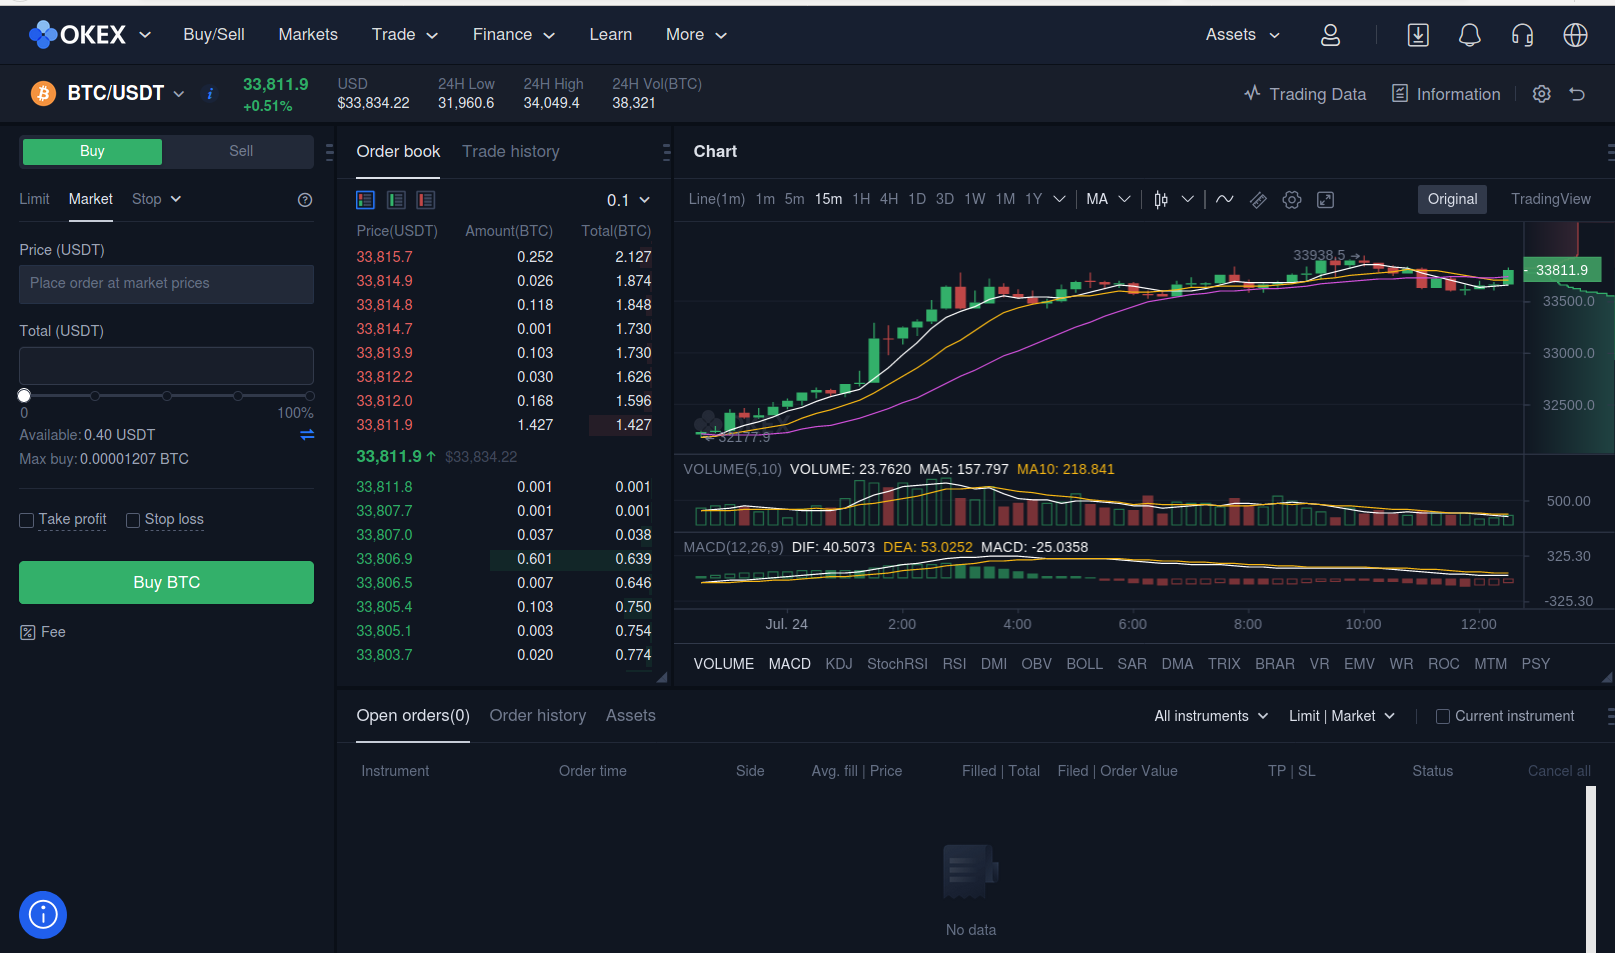 OKEX Buy/Sell Markets Trade Finance Learn More Assets
BTC/USDT i 33,811.9 +0.51% USD $33,834.22 24H Low 31,960.6 24H High 34,049.4 24H Vol(BTC) 38,321 Trading Data Information
Buy Sell
Limit Market Stop
Price (USDT)
Place order at market prices
Total (USDT)
0 100%
Available: 0.40 USDT
Max buy: 0.00001207 BTC
Take profit Stop loss
Buy BTC
Fee
Order book Trade history
0.1
Price(USDT) Amount(BTC) Total(BTC)
33,815.7 0.252 2.127
33,814.9 0.026 1.874
33,814.8 0.118 1.848
33,814.7 0.001 1.730
33,813.9 0.103 1.730
33,812.2 0.030 1.626
33,812.0 0.168 1.596
33,811.9 1.427 1.427
33,811.9↑ $33,834.22
33,811.8 0.001 0.001
33,807.7 0.001 0.001
33,807.0 0.037 0.038
33,806.9 0.601 0.639
33,806.5 0.007 0.646
33,805.4 0.103 0.750
33,805.1 0.003 0.754
33,803.7 0.020 0.774
Chart
Line(1m) 1m 5m 15m 1H 4H 1D 3D 1W 1M 1Y MA Original TradingView
33938.5
33811.9
33500.0
33000.0
32500.0
32177.9
VOLUME(5,10) VOLUME: 23.7620 MA5: 157.797 MA10: 218.841
500.00
MACD(12,26,9) DIF: 40.5073 DEA: 53.0252 MACD: -25.0358
325.30
-325.30
Jul. 24 2:00 4:00 6:00 8:00 10:00 12:00
VOLUME MACD KDJ StochRSI RSI DMI OBV BOLL SAR DMA TRIX BRAR VR EMV WR ROC MTM PSY
Open orders(0) Order history Assets All instruments Limit | Market Current instrument
Instrument Order time Side Avg. fill | Price Filled | Total Filed | Order Value TP | SL Status Cancel all
No data